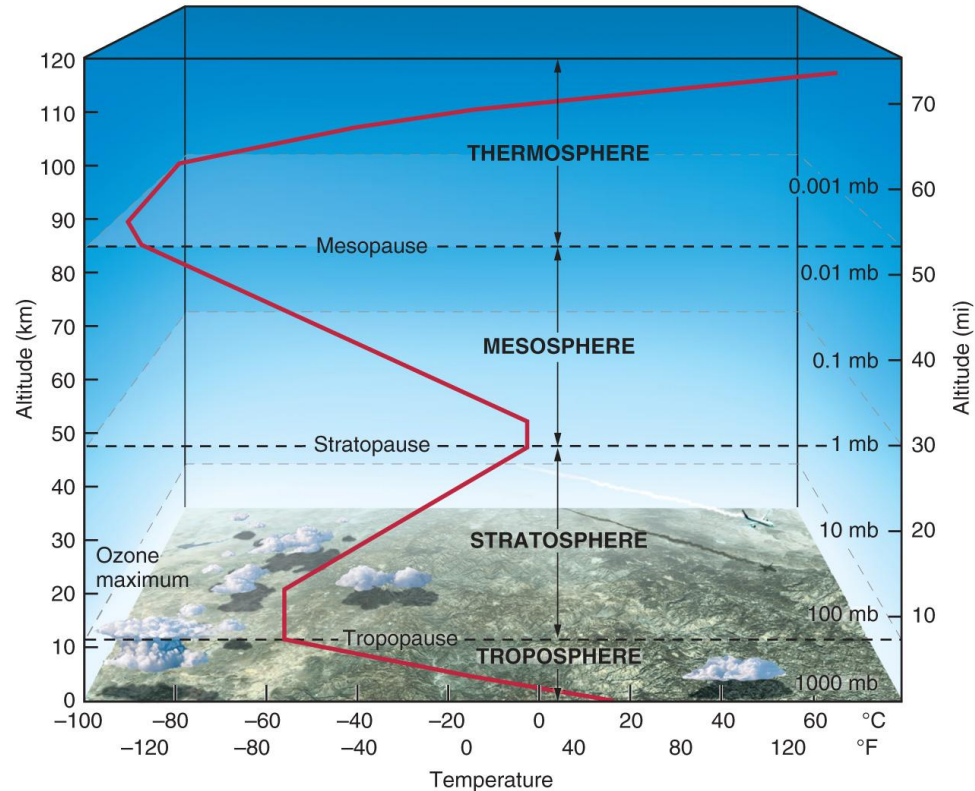 120
110
100
90
80
70
60
50
40
30
20
10
0
Altitude (km)
70
60
50
40
30
20
10
Altitude (mi)
THERMOSPHERE
0.001 mb
Mesopause
0.01 mb
MESOSPHERE
0.1 mb
Stratopause
1 mb
10 mb
STRATOSPHERE
Ozone
maximum
100 mb
Tropopause
TROPOSPHERE
1000 mb
–100 –80 –60 –40 –20 0 20 40 60 °C
–120 –80 –40 0 40 80 120 °F
Temperature